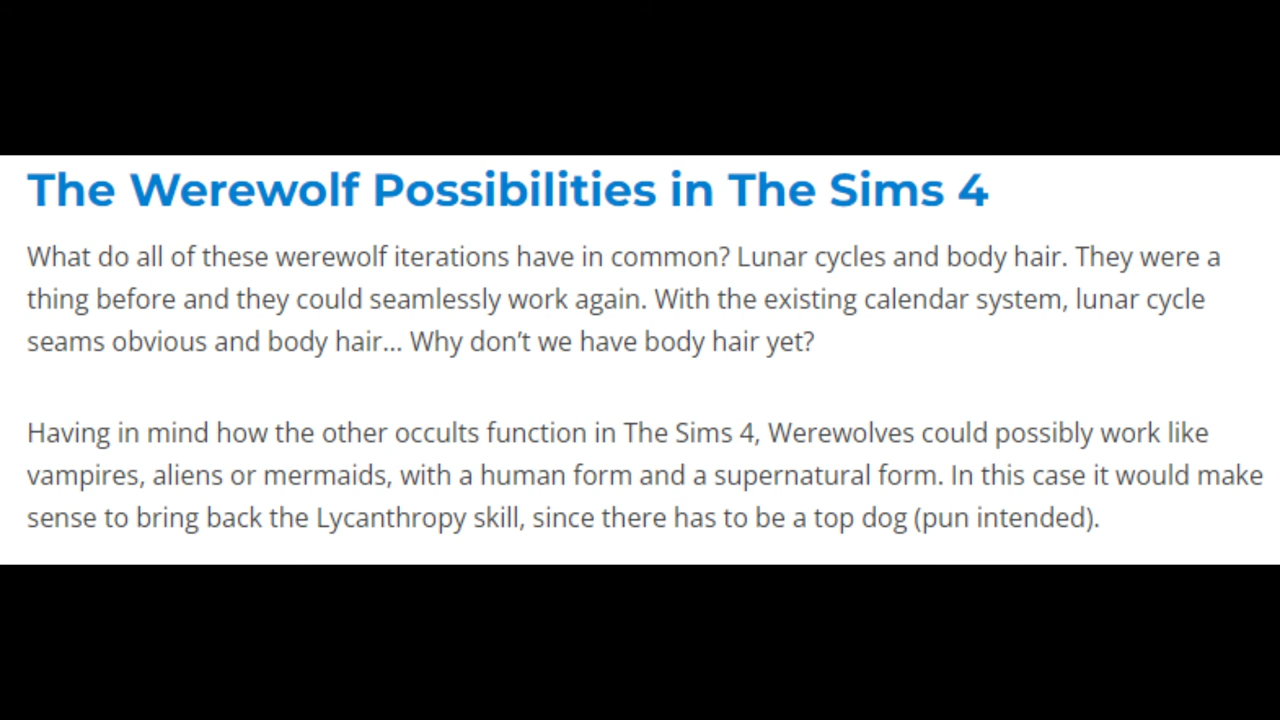 The Werewolf Possibilities in The Sims 4
What do all of these werewolf iterations have in common? Lunar cycles and body hair. They were a
thing before and they could seamlessly work again. With the existing calendar system, lunar cycle
seams obvious and body hair... Why don’t we have body hair yet?
Having in mind how the other occults function in The Sims 4, Werewolves could possibly work like
vampires, aliens or mermaids, with a human form and a supernatural form. In this case it would make
sense to bring back the Lycanthropy skill, since there has to be a top dog (pun intended).